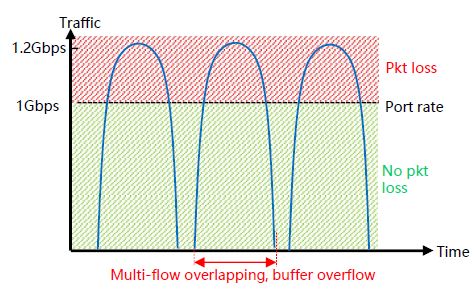 Traffic
1.2Gbps
Pkt loss
1Gbps
Port rate
No pkt
loss
Time
Multi-flow overlapping, buffer overflow